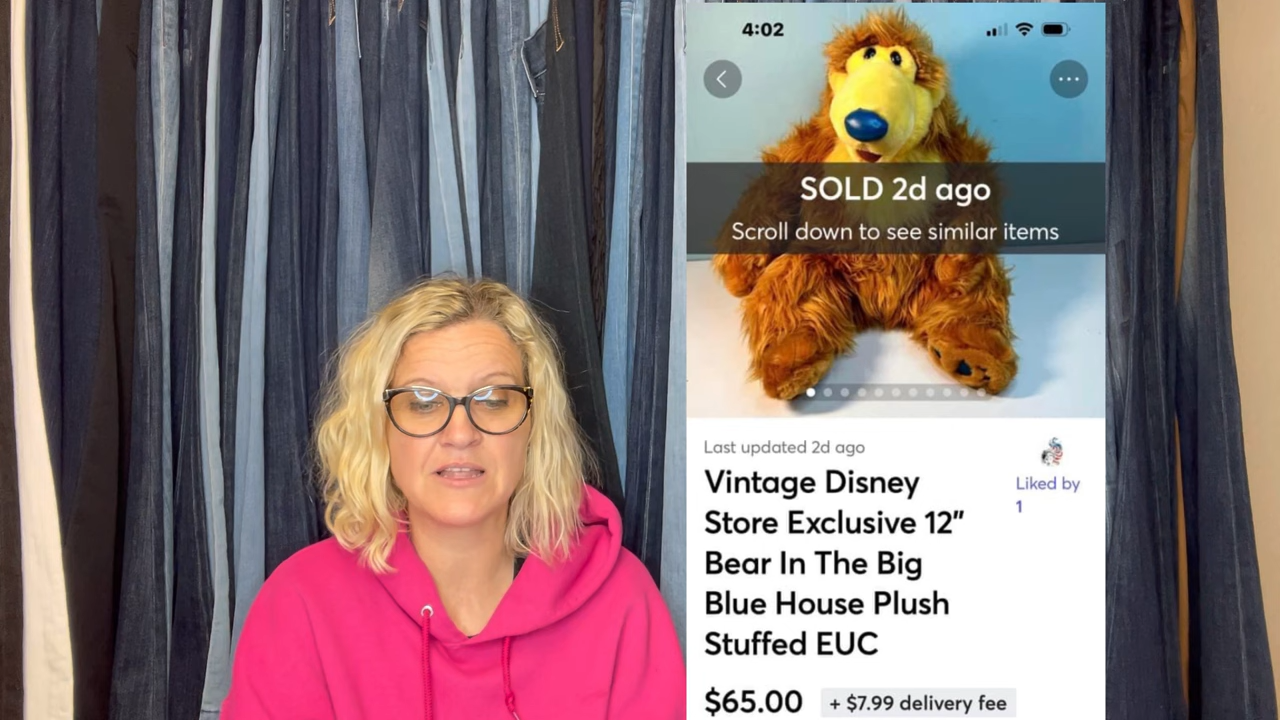 4:02
SOLD 2d ago
Scroll down to see similar items
Last updated 2d ago
Vintage Disney
Store Exclusive 12”
Bear In The Big
Blue House Plush
Stuffed EUC
Liked by
1
$65.00 + $7.99 delivery fee